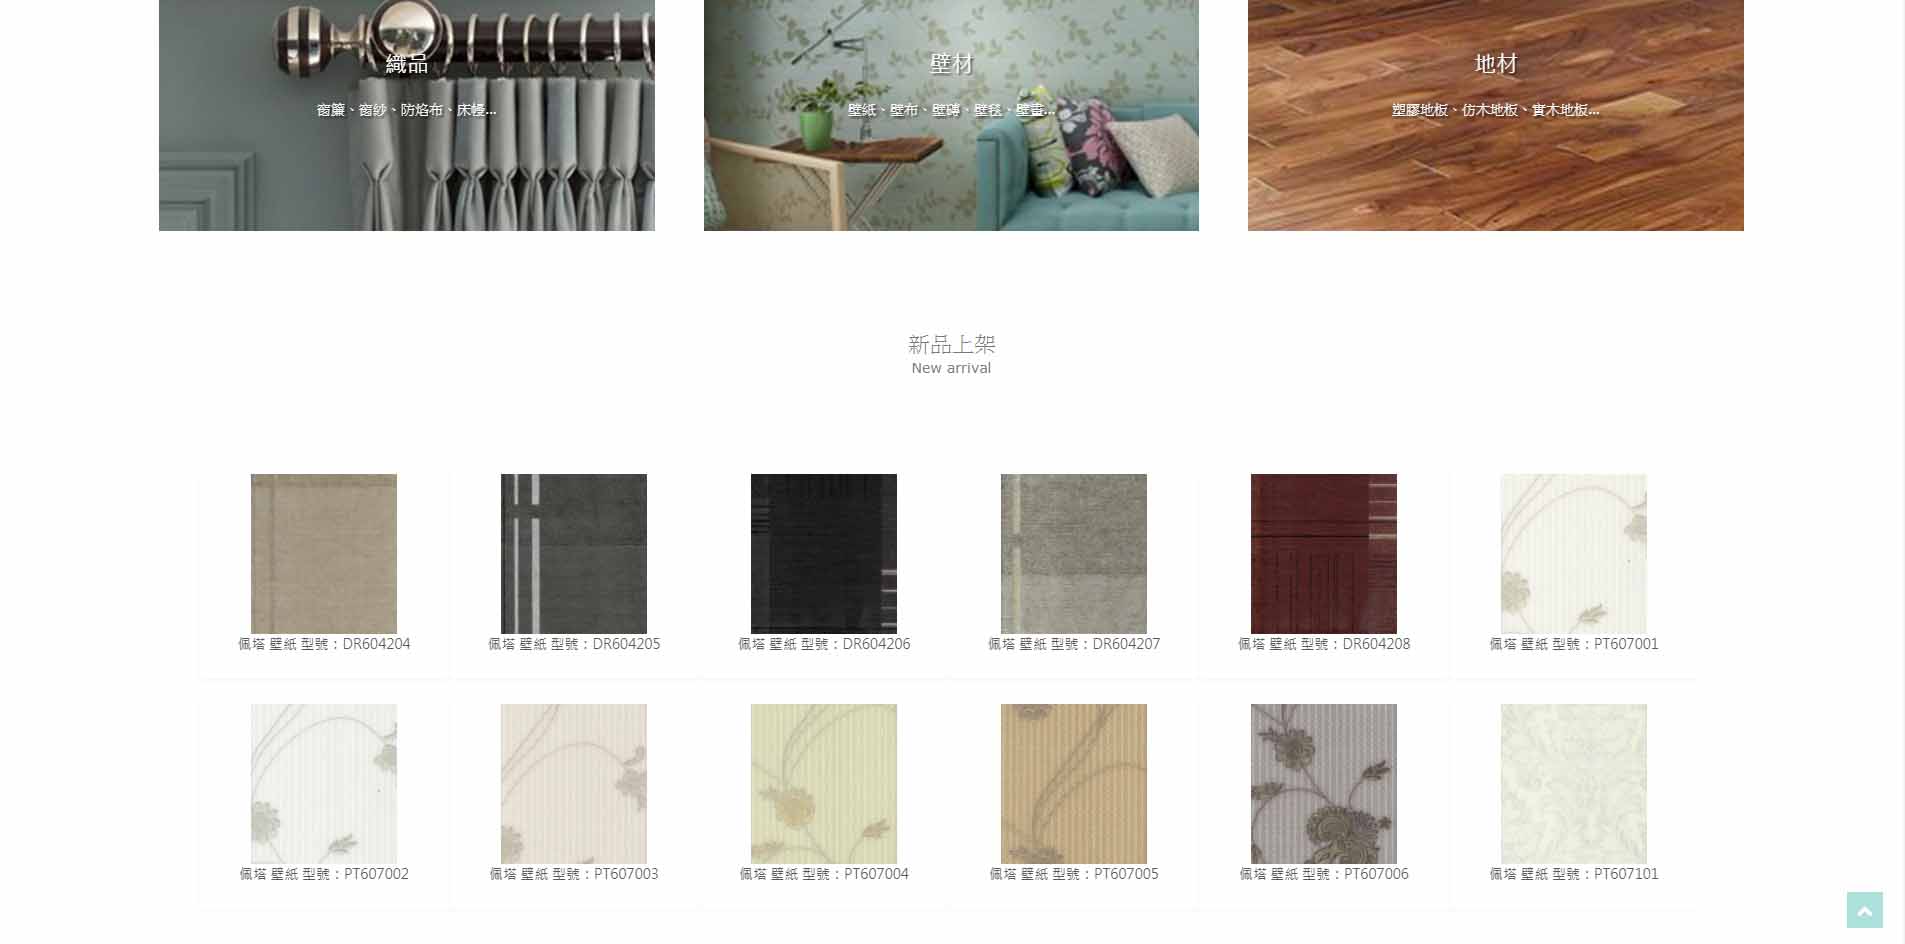 織品
窗簾、窗紗、防焰布、床幔...
壁材
壁紙、壁布、壁磚、壁毯、壁畫...
地材
塑膠地板、仿木地板、實木地板...
新品上架
New arrival
佩塔 壁紙 型號：DR604204
佩塔 壁紙 型號：DR604205
佩塔 壁紙 型號：DR604206
佩塔 壁紙 型號：DR604207
佩塔 壁紙 型號：DR604208
佩塔 壁紙 型號：PT607001
佩塔 壁紙 型號：PT607002
佩塔 壁紙 型號：PT607003
佩塔 壁紙 型號：PT607004
佩塔 壁紙 型號：PT607005
佩塔 壁紙 型號：PT607006
佩塔 壁紙 型號：PT607101